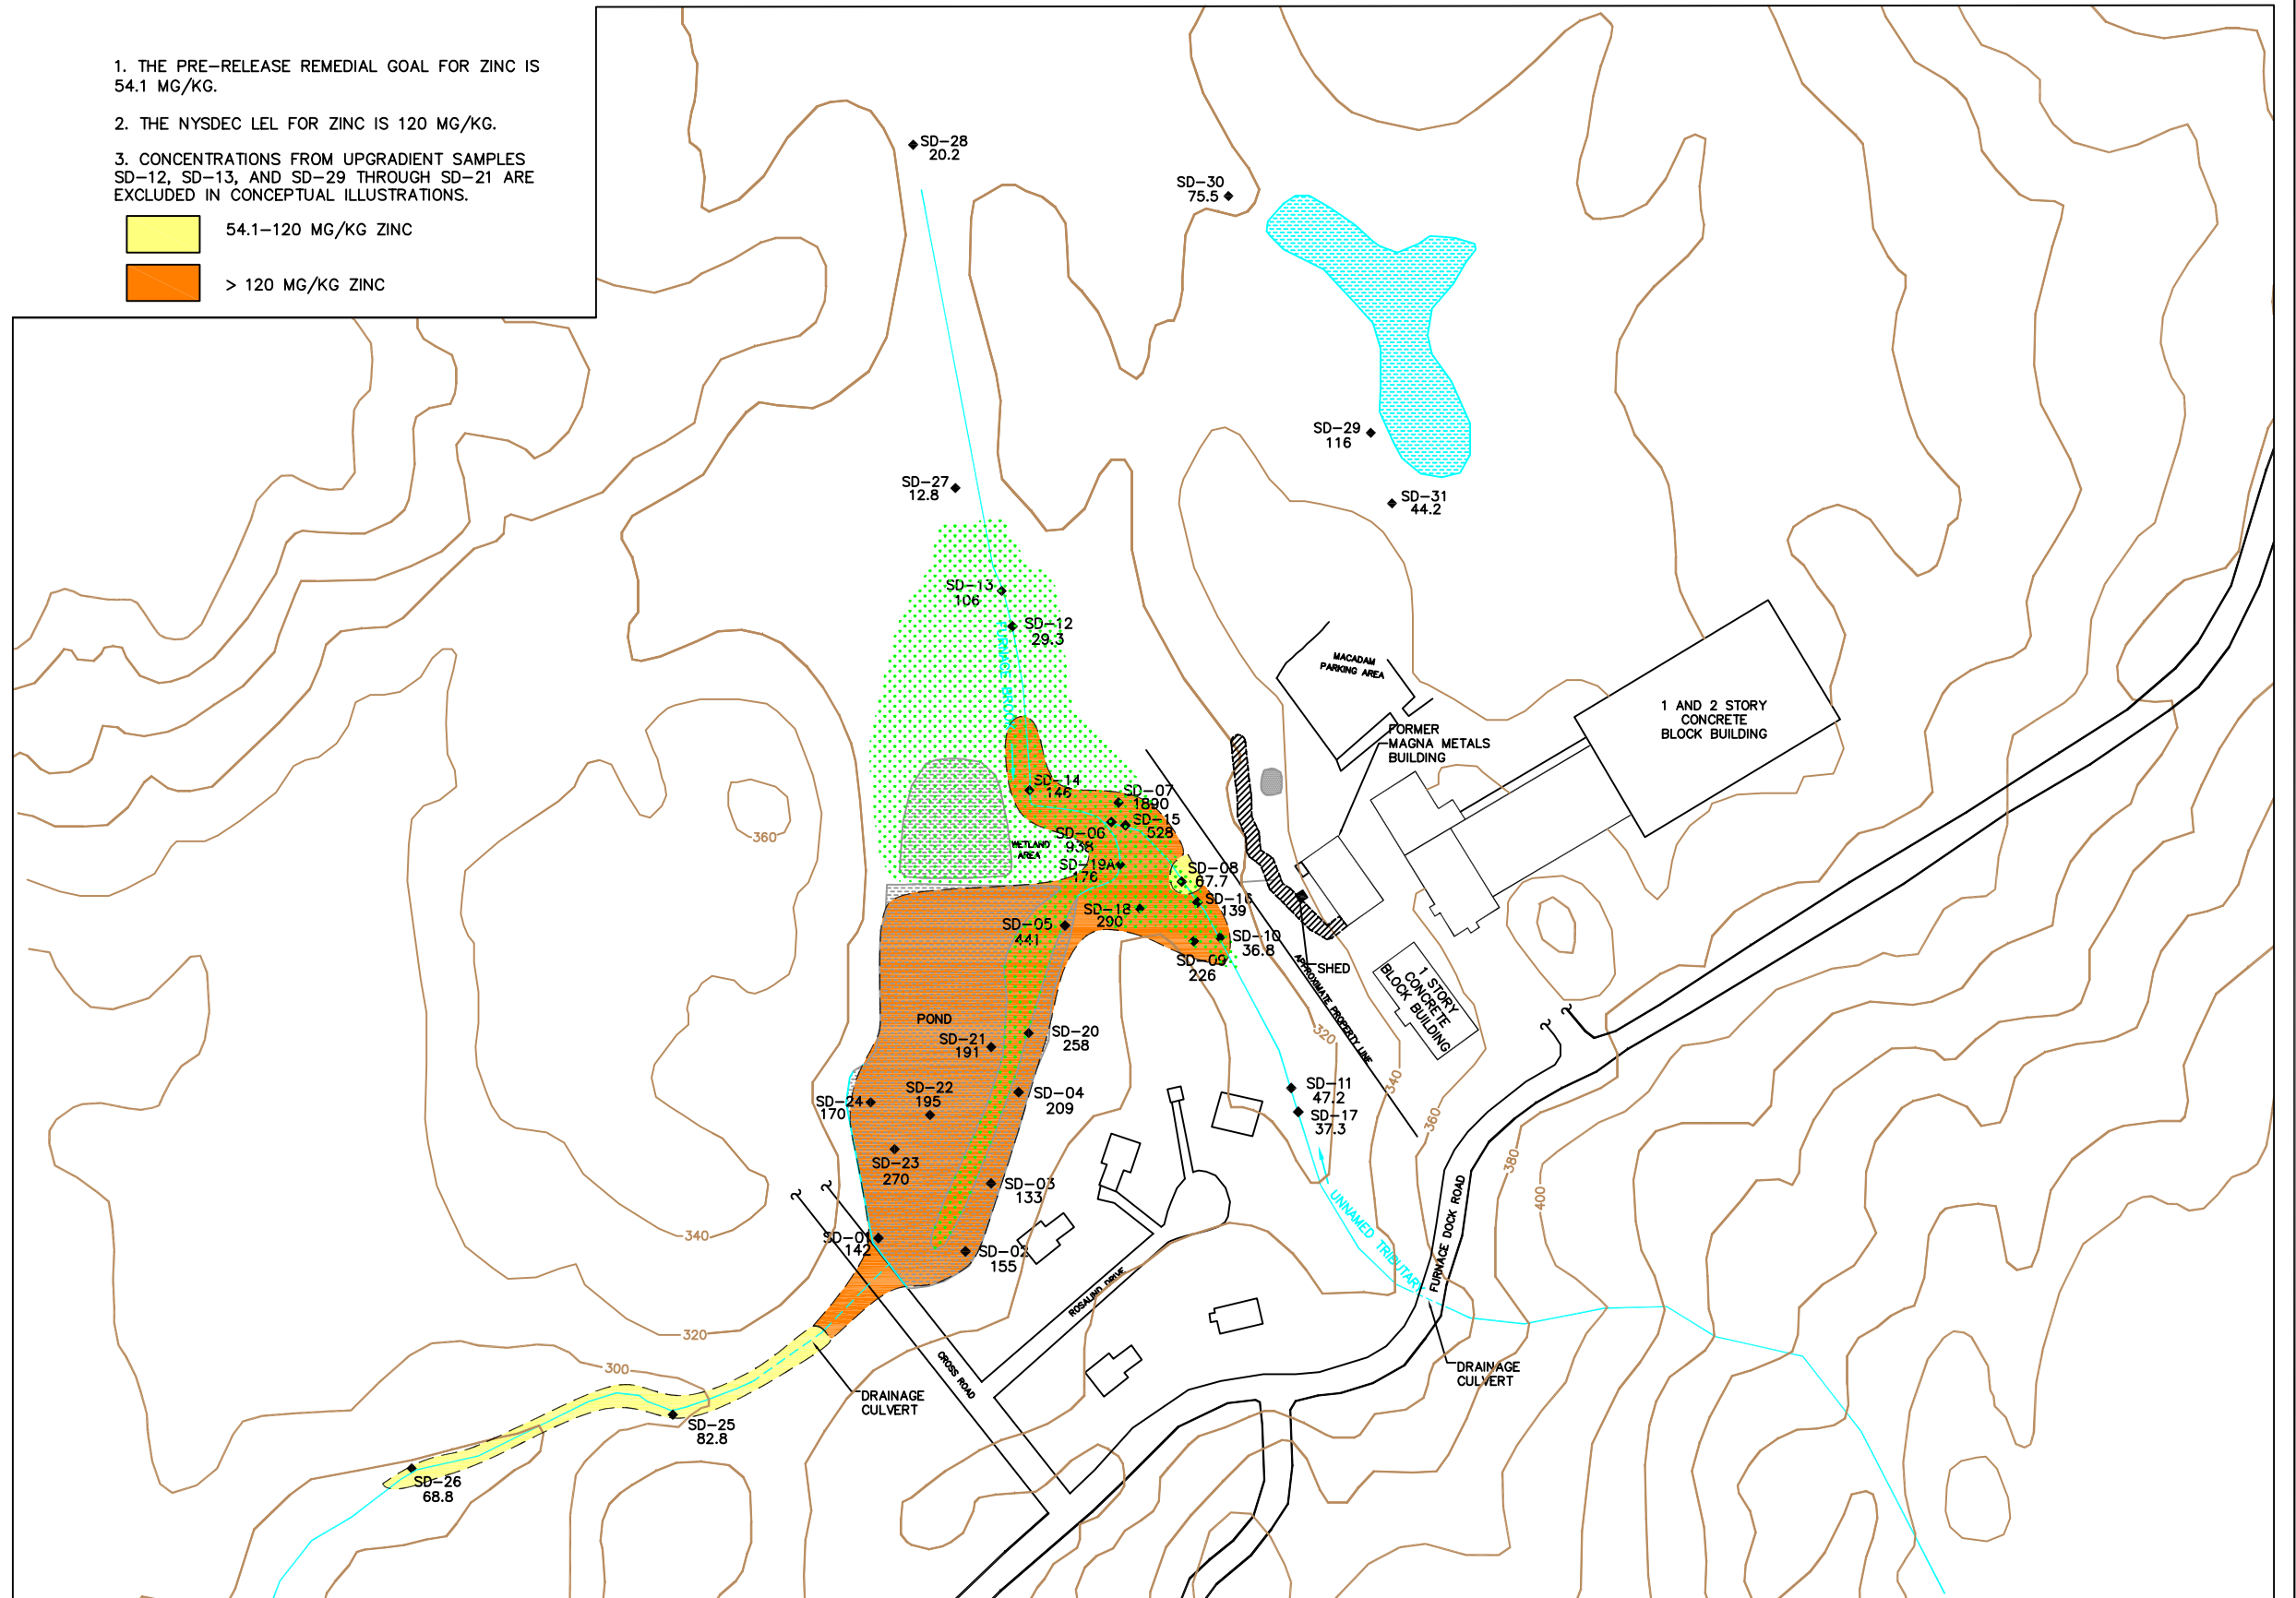 1. THE PRE-RELEASE REMEDIAL GOAL FOR ZINC IS
54.1 MG/KG.
2. THE NYSDEC LEL FOR ZINC IS 120 MG/KG.
3. CONCENTRATIONS FROM UPGRADIENT SAMPLES
SD-12, SD-13, AND SD-29 THROUGH SD-21 ARE
EXCLUDED IN CONCEPTUAL ILLUSTRATIONS.
54.1-120 MG/KG ZINC
> 120 MG/KG ZINC
SD-28
20.2
SD-30
75.5
SD-29
116
SD-27
12.8
SD-31
44.2
SD-13
106
SD-12
29.3
FURNACE BROOK
MACADAM
PARKING AREA
1 AND 2 STORY
CONCRETE
BLOCK BUILDING
FORMER
MAGNA METALS
BUILDING
SD-14
146
SD-07
1890
SD-15
528
SD-06
938
WETLAND
AREA
SD-19A
176
SD-08
67.7
SD-16
139
SD-18
290
SD-05
441
SD-10
36.8
SD-09
226
SHED
APPROXIMATE PROPERTY LINE
1 STORY
CONCRETE
BLOCK BUILDING
360
POND
SD-21
191
SD-20
258
320
SD-22
195
SD-24
170
SD-04
209
SD-11
47.2
SD-17
37.3
340
360
380
400
SD-23
270
SD-03
133
UNNAMED TRIBUTARY
FURNACE DOCK ROAD
340
SD-01
142
SD-02
155
ROSALIND DRIVE
320
300
CROSS ROAD
DRAINAGE
CULVERT
DRAINAGE
CULVERT
SD-25
82.8
SD-26
68.8